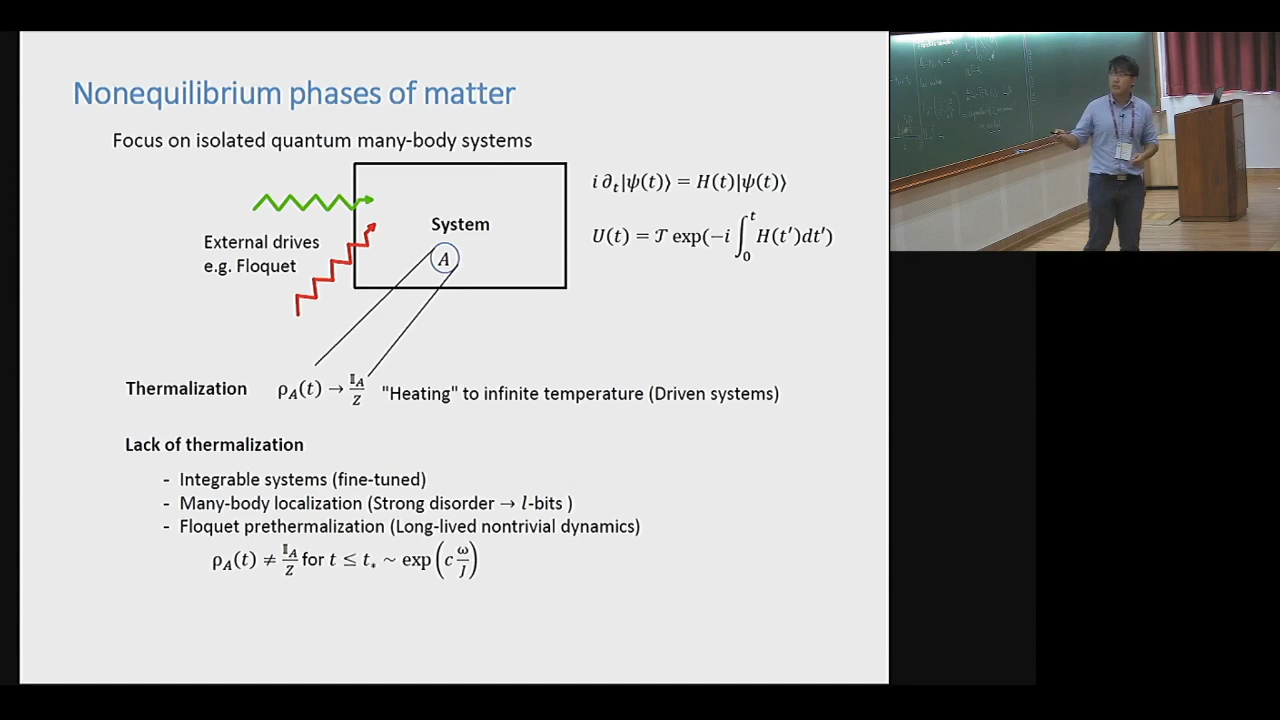 Nonequilibrium phases of matter
Focus on isolated quantum many-body systems
i ∂ₜ|ψ(t)⟩ = H(t)|ψ(t)⟩
System
U(t) = 𝒯 exp(−i ∫₀ᵗ H(t′)dt′)
External drives
e.g. Floquet
A
Thermalization ρ_A(t) → 𝕀_A/Z "Heating" to infinite temperature (Driven systems)
Lack of thermalization
- Integrable systems (fine-tuned)
- Many-body localization (Strong disorder → l-bits )
- Floquet prethermalization (Long-lived nontrivial dynamics)
ρ_A(t) ≠ 𝕀_A/Z for t ≤ t_* ~ exp(c ω/J)